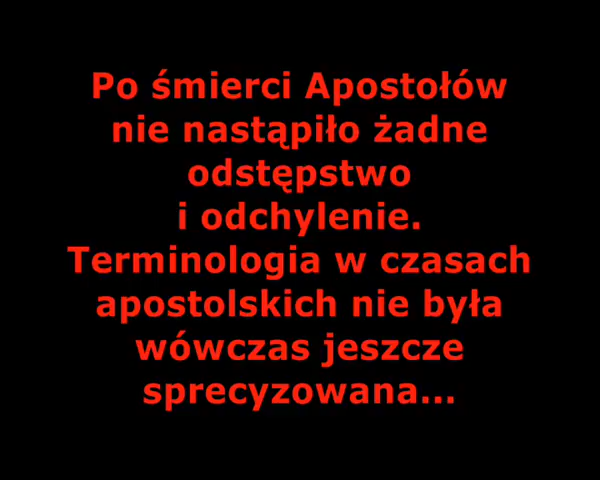 Po śmierci Apostołów
nie nastąpiło żadne
odstępstwo
i odchylenie.
Terminologia w czasach
apostolskich nie była
wówczas jeszcze
sprecyzowana...